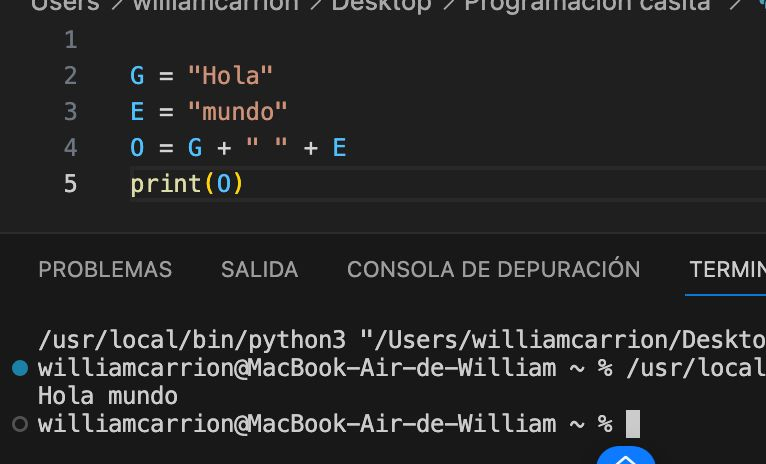 Users > williamcarrion > Desktop > Programación casita >
1
2 G = "Hola"
3 E = "mundo"
4 O = G + " " + E
5 print(O)
PROBLEMAS SALIDA CONSOLA DE DEPURACIÓN TERMIN
/usr/local/bin/python3 "/Users/williamcarrion/Deskto
williamcarrion@MacBook-Air-de-William ~ % /usr/local
Hola mundo
williamcarrion@MacBook-Air-de-William ~ %